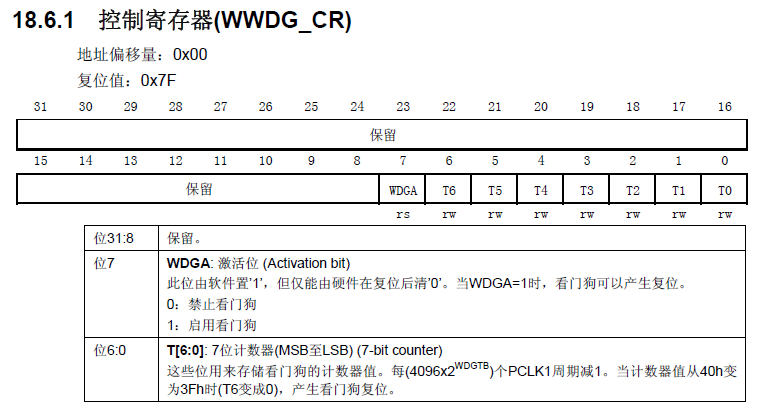 18.6.1 控制寄存器(WWDG_CR)
地址偏移量：0x00
复位值：0x7F
31 30 29 28 27 26 25 24 23 22 21 20 19 18 17 16
保留
15 14 13 12 11 10 9 8 7 6 5 4 3 2 1 0
保留 WDGA T6 T5 T4 T3 T2 T1 T0
rs rw rw rw rw rw rw rw
位31:8 保留。
位7 WDGA: 激活位 (Activation bit)
此位由软件置'1'，但仅能由硬件在复位后清'0'。当WDGA=1时，看门狗可以产生复位。
0：禁止看门狗
1：启用看门狗
位6:0 T[6:0]: 7位计数器(MSB至LSB) (7-bit counter)
这些位用来存储看门狗的计数器值。每(4096x2^WDGTB)个PCLK1周期减1。当计数器值从40h变
为3Fh时(T6变成0)，产生看门狗复位。